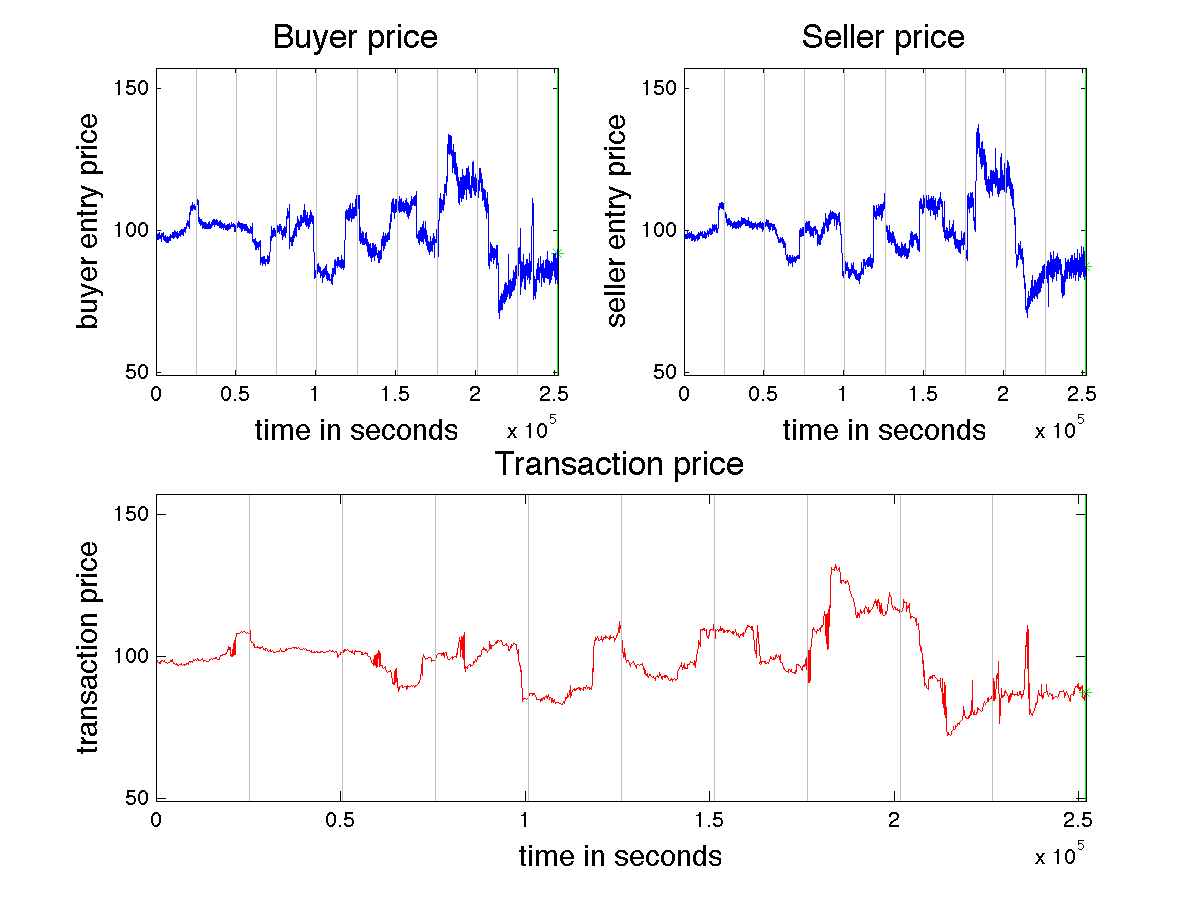 Buyer price
Seller price
buyer entry price
150
100
50
0 0.5 1 1.5 2 2.5
x 10^5
time in seconds
seller entry price
150
100
50
0 0.5 1 1.5 2 2.5
x 10^5
time in seconds
Transaction price
transaction price
150
100
50
0 0.5 1 1.5 2 2.5
x 10^5
time in seconds